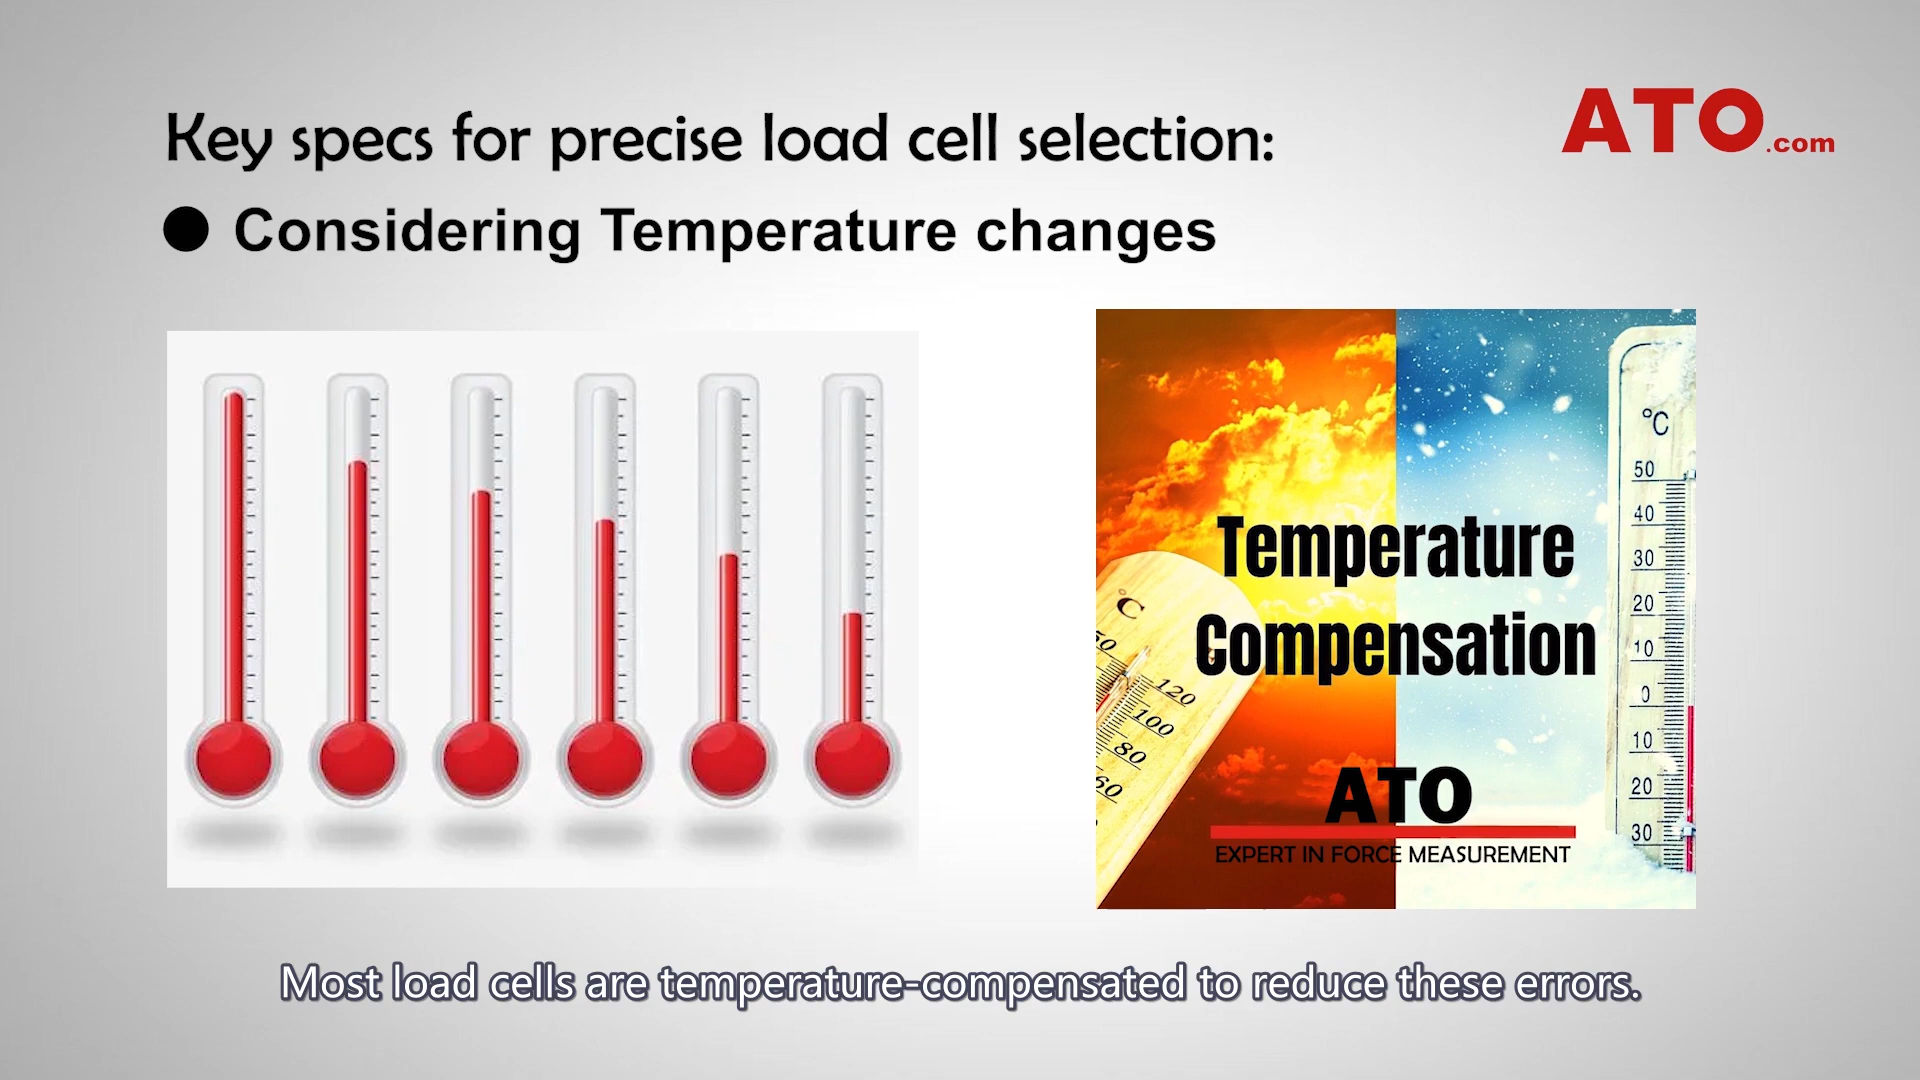 Key specs for precise load cell selection:
ATO.com
● Considering Temperature changes
Temperature
Compensation
ATO
EXPERT IN FORCE MEASUREMENT
°C
50
120
100
80
60
°C
50
40
30
20
10
0
10
20
30
Most load cells are temperature-compensated to reduce these errors.